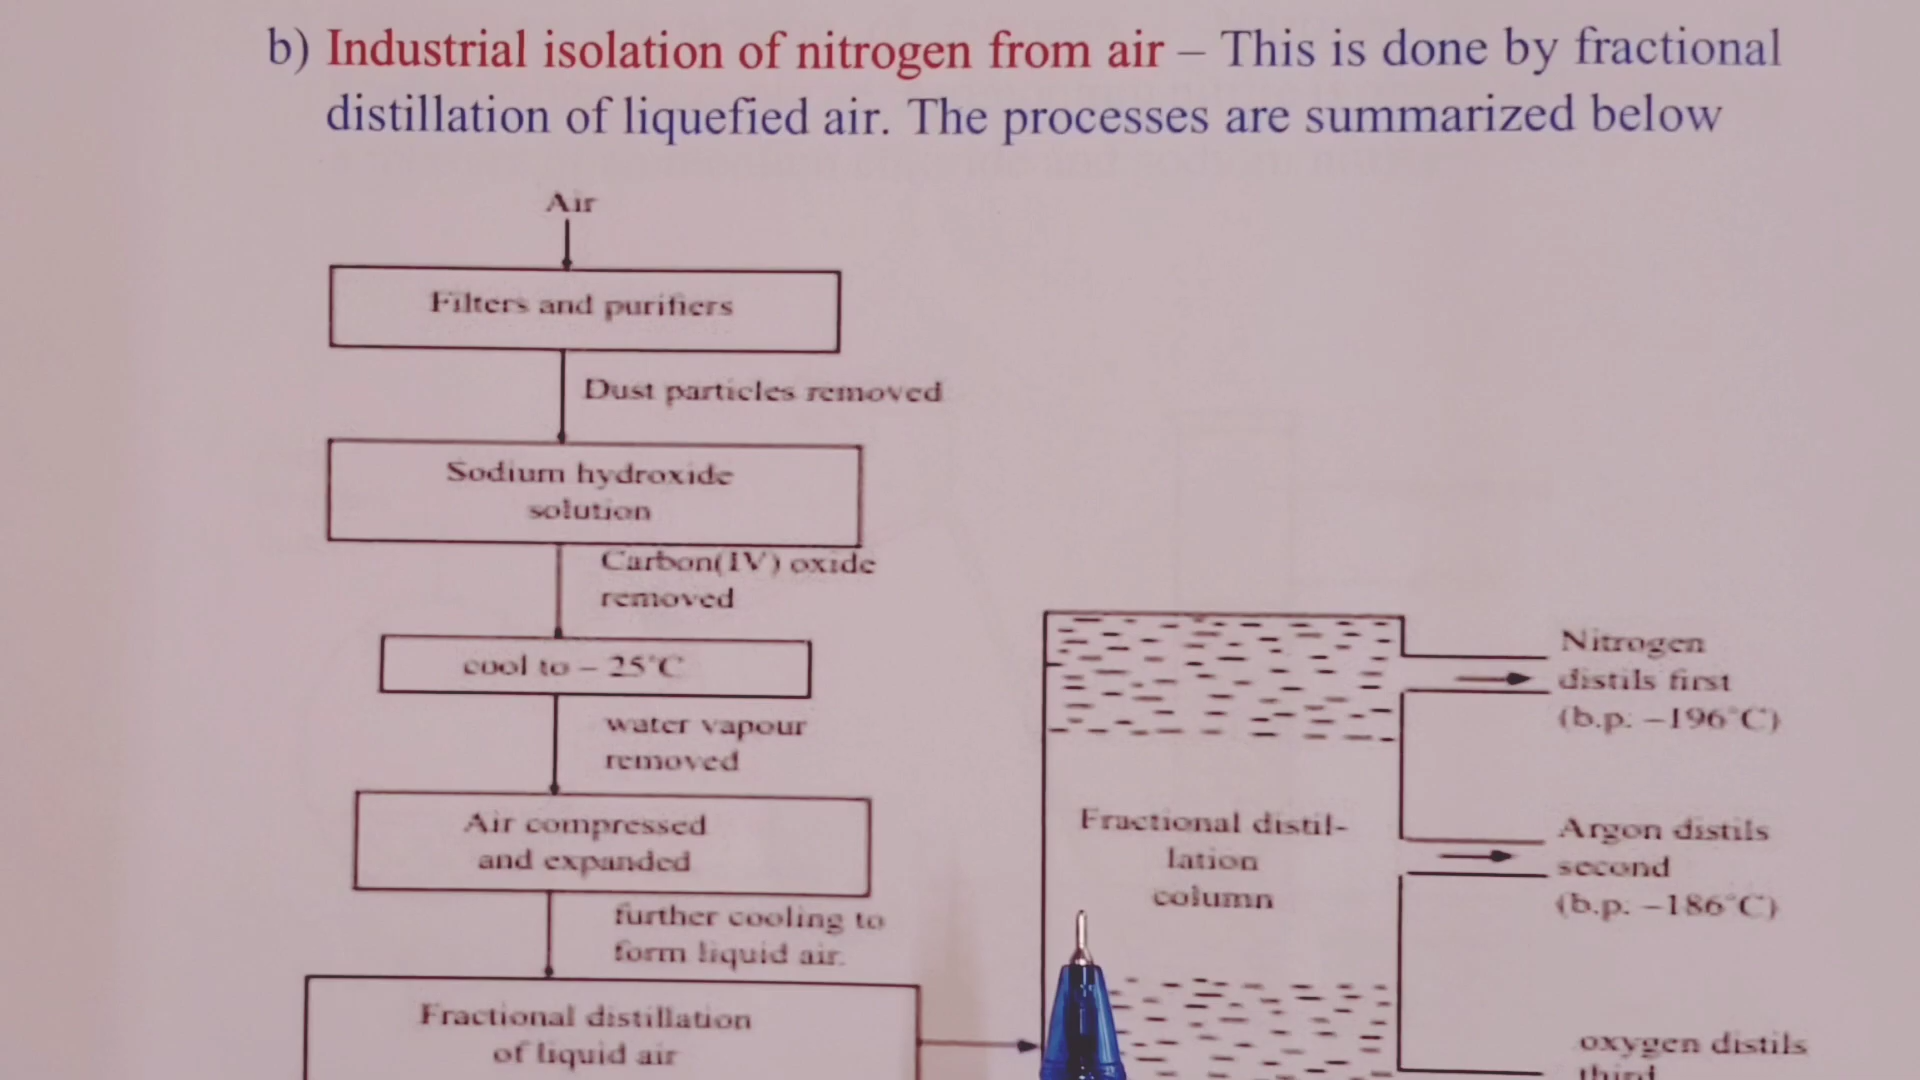 b) Industrial isolation of nitrogen from air – This is done by fractional
distillation of liquefied air. The processes are summarized below
Air
Filters and purifiers
Dust particles removed
Sodium hydroxide
solution
Carbon(IV) oxide
removed
cool to – 25°C
water vapour
removed
Air compressed
and expanded
further cooling to
form liquid air.
Fractional distillation
of liquid air
Fractional distil-
lation
column
Nitrogen
distils first
(b.p. –196°C)
Argon distils
second
(b.p. –186°C)
oxygen distils
third